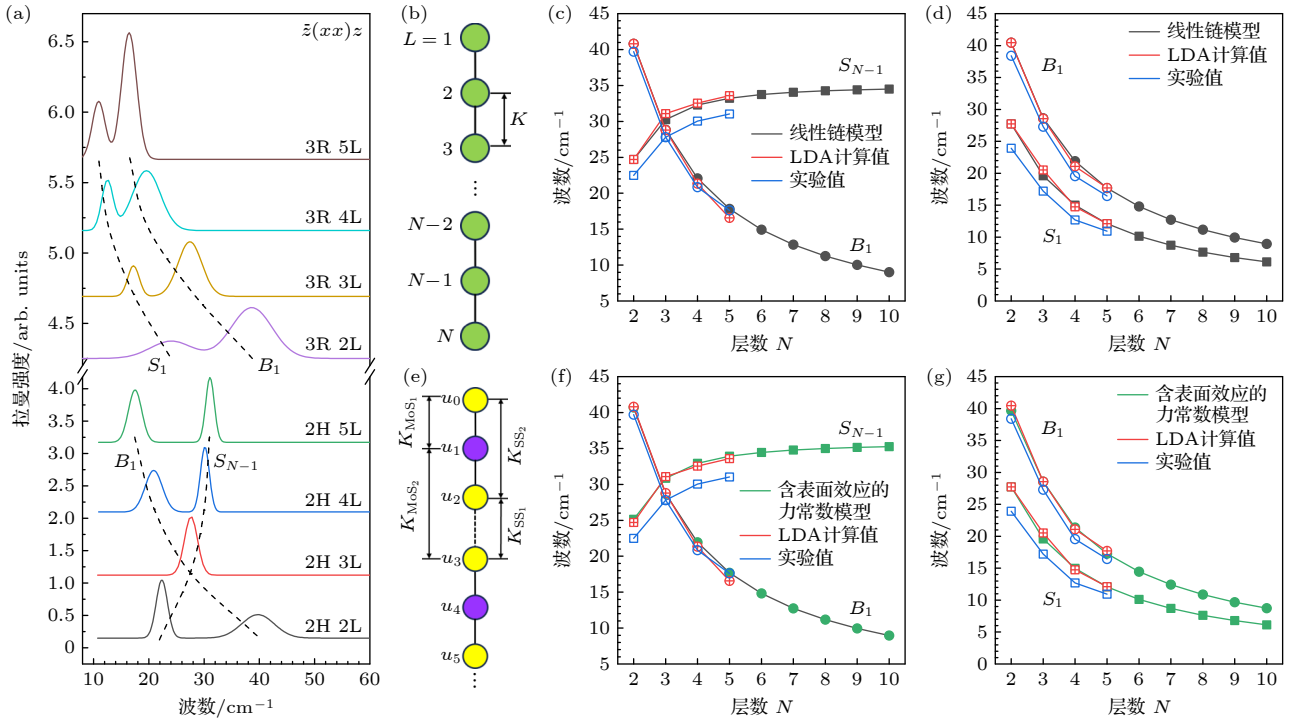 (a)
z̄(xx)z
拉曼强度/arb. units
6.5
6.0
5.5
5.0
4.5
4.0
3.5
3.0
2.5
2.0
1.5
1.0
0.5
0
3R 5L
3R 4L
3R 3L
3R 2L
S1
B1
2H 5L
B1
SN−1
2H 4L
2H 3L
2H 2L
10 20 30 40 50 60
波数/cm−1
(b)
L = 1
2
K
3
⋮
N−2
N−1
N
(c)
波数/cm−1
45
40
35
30
25
20
15
10
5
SN−1
线性链模型
LDA计算值
实验值
B1
2 3 4 5 6 7 8 9 10
层数 N
(d)
波数/cm−1
45
40
35
30
25
20
15
10
5
0
线性链模型
LDA计算值
实验值
B1
S1
2 3 4 5 6 7 8 9 10
层数 N
(e)
u0
KMoS1
KSS2
u1
u2
KMoS2
KSS1
u3
u4
u5
⋮
(f)
波数/cm−1
45
40
35
30
25
20
15
10
5
SN−1
含表面效应的
力常数模型
LDA计算值
实验值
B1
2 3 4 5 6 7 8 9 10
层数 N
(g)
波数/cm−1
45
40
35
30
25
20
15
10
5
0
含表面效应的
力常数模型
LDA计算值
实验值
B1
S1
2 3 4 5 6 7 8 9 10
层数 N